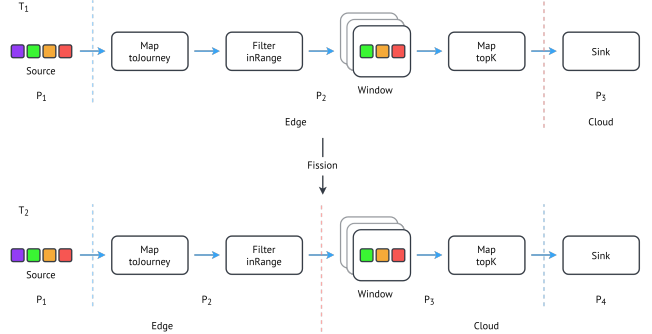 T1
Source
Map
toJourney
Filter
inRange
Window
Map
topK
Sink
P1
P2
P3
Edge
Cloud
Fission
T2
Source
Map
toJourney
Filter
inRange
Window
Map
topK
Sink
P1
P2
P3
P4
Edge
Cloud